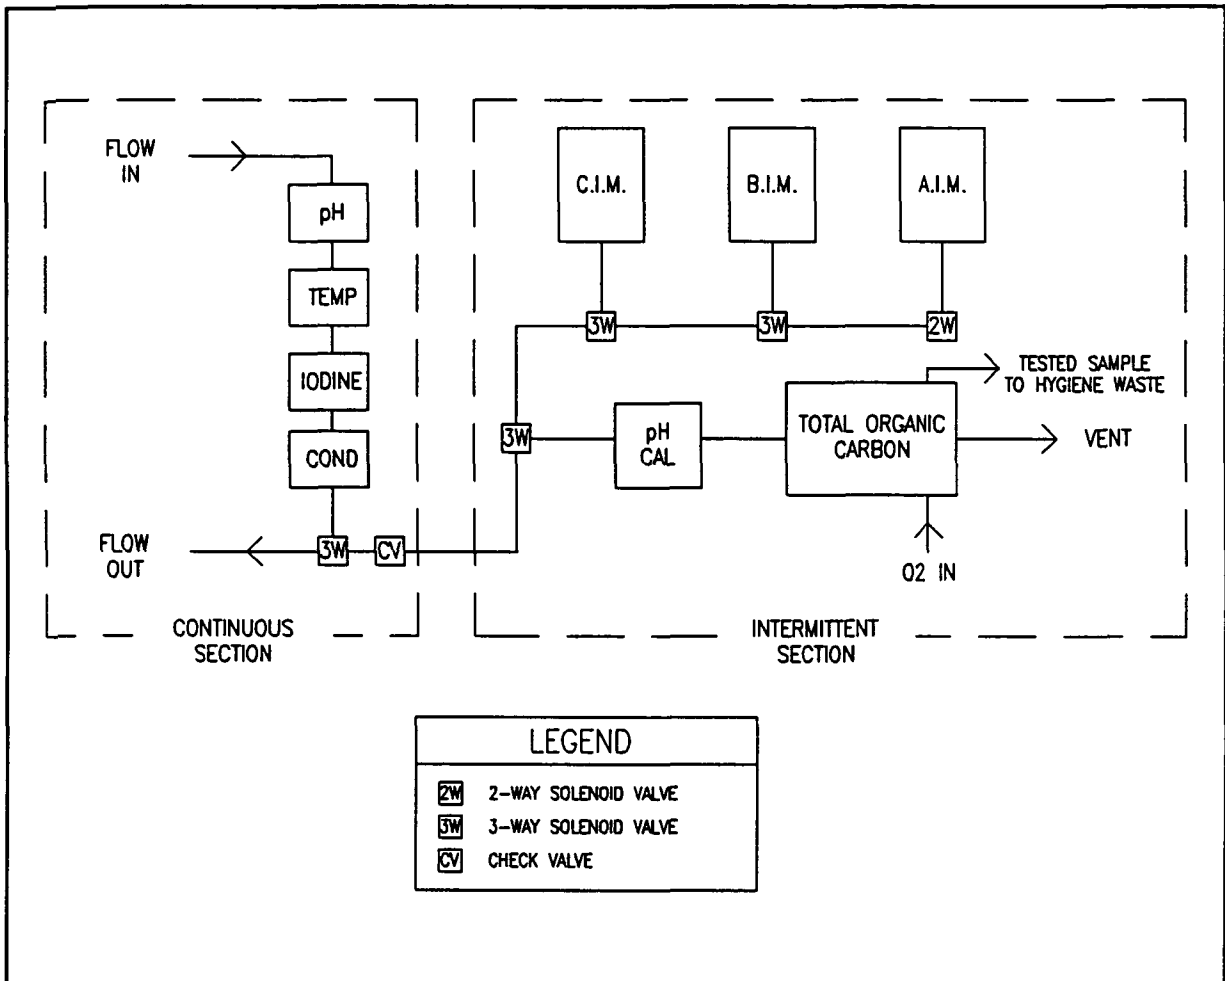 FLOW
IN
pH
TEMP
IODINE
COND
3W
CV
FLOW
OUT
CONTINUOUS
SECTION
C.I.M.
B.I.M.
A.I.M.
3W
3W
2W
3W
pH
CAL
TOTAL ORGANIC
CARBON
TESTED SAMPLE
TO HYGIENE WASTE
VENT
O2 IN
INTERMITTENT
SECTION
LEGEND
2W 2-WAY SOLENOID VALVE
3W 3-WAY SOLENOID VALVE
CV CHECK VALVE